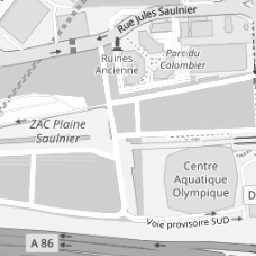 Rue Jules Saulnier
Ruines
Ancienne
Parc du
Colombier
ZAC Plaine
Saulnier
Centre
Aquatique
Olympique
D
Voie provisoire SUD
A 86